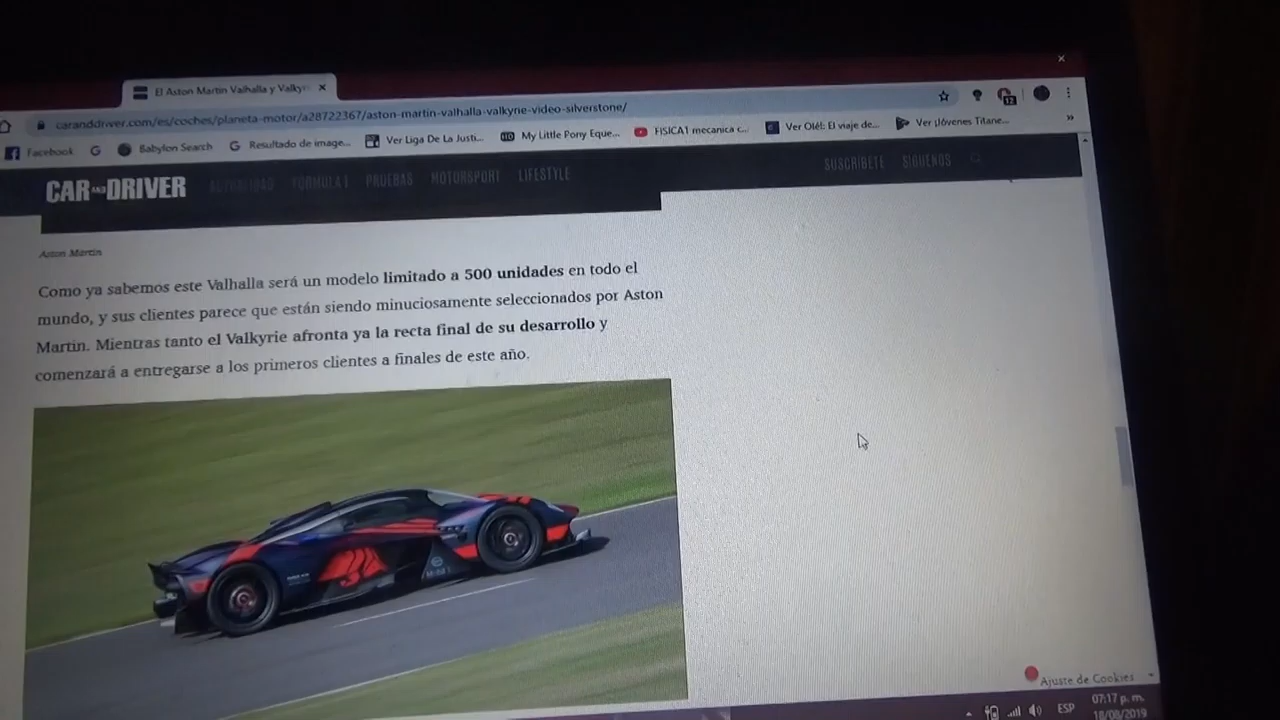 El Aston Martin Valhalla y Valkyr
caranddriver.com/es/coches/planeta-motor/a28722367/aston-martin-valhalla-valkyrie-video-silverstone/
12
Facebook
Babylon Search
Resultado de image...
Ver Liga De La Justi...
My Little Pony Eque...
FISICA1 mecanica c...
Ver Olé!: El viaje de...
Ver ¡Jóvenes Titane...
CAR AND DRIVER
ACTUALIDAD FÓRMULA 1 PRUEBAS MOTORSPORT LIFESTYLE
SUSCRÍBETE SÍGUENOS
Aston Martin
Como ya sabemos este Valhalla será un modelo limitado a 500 unidades en todo el
mundo, y sus clientes parece que están siendo minuciosamente seleccionados por Aston
Martin. Mientras tanto el Valkyrie afronta ya la recta final de su desarrollo y
comenzará a entregarse a los primeros clientes a finales de este año.
Ajuste de Cookies
ESP
07:17 p. m.
18/08/2019